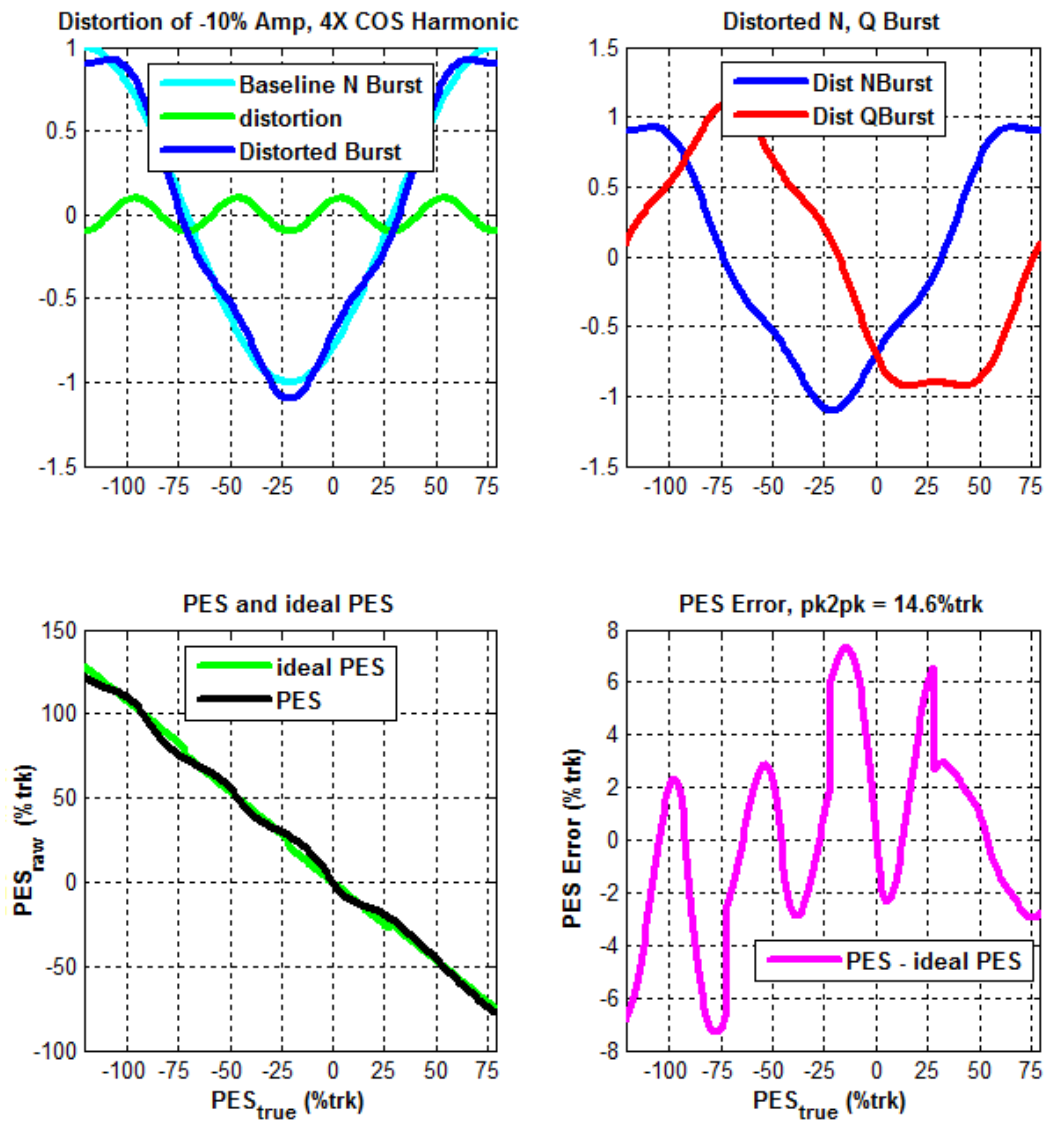 Distortion of -10% Amp, 4X COS Harmonic
1
0.5
0
-0.5
-1
-1.5
Baseline N Burst
distortion
Distorted Burst
-100 -75 -50 -25 0 25 50 75
Distorted N, Q Burst
1.5
1
0.5
0
-0.5
-1
-1.5
Dist NBurst
Dist QBurst
-100 -75 -50 -25 0 25 50 75
PES and ideal PES
PESraw (% trk)
150
100
50
0
-50
-100
ideal PES
PES
-100 -75 -50 -25 0 25 50 75
PEStrue (%trk)
PES Error, pk2pk = 14.6%trk
PES Error (% trk)
8
6
4
2
0
-2
-4
-6
-8
PES - ideal PES
-100 -75 -50 -25 0 25 50 75
PEStrue (%trk)